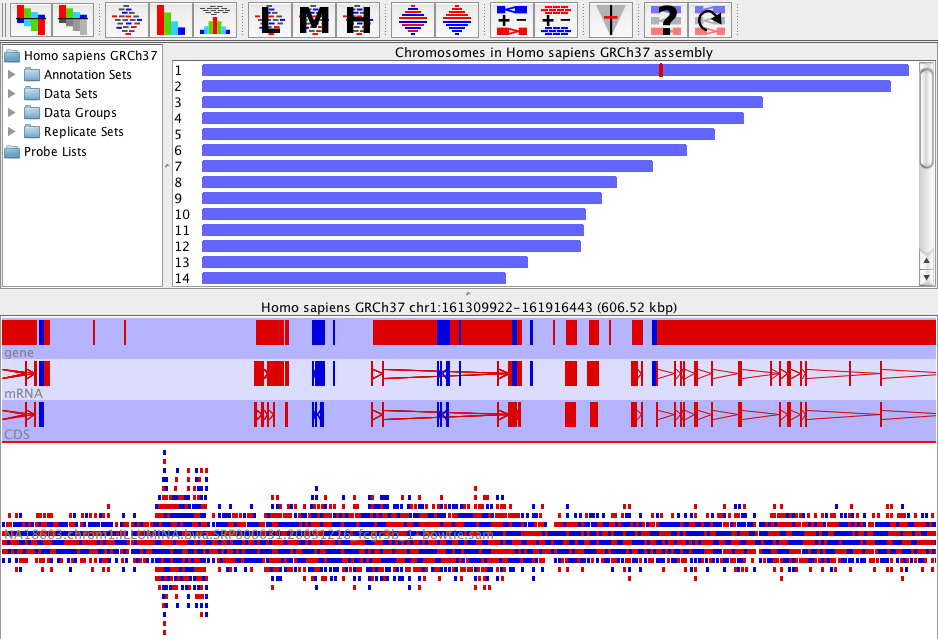 L M H ?
Homo sapiens GRCh37
Annotation Sets
Data Sets
Data Groups
Replicate Sets
Probe Lists
Chromosomes in Homo sapiens GRCh37 assembly
1
2
3
4
5
6
7
8
9
10
11
12
13
14
Homo sapiens GRCh37 chr1:161309922-161916443 (606.52 kbp)
gene
mRNA
CDS